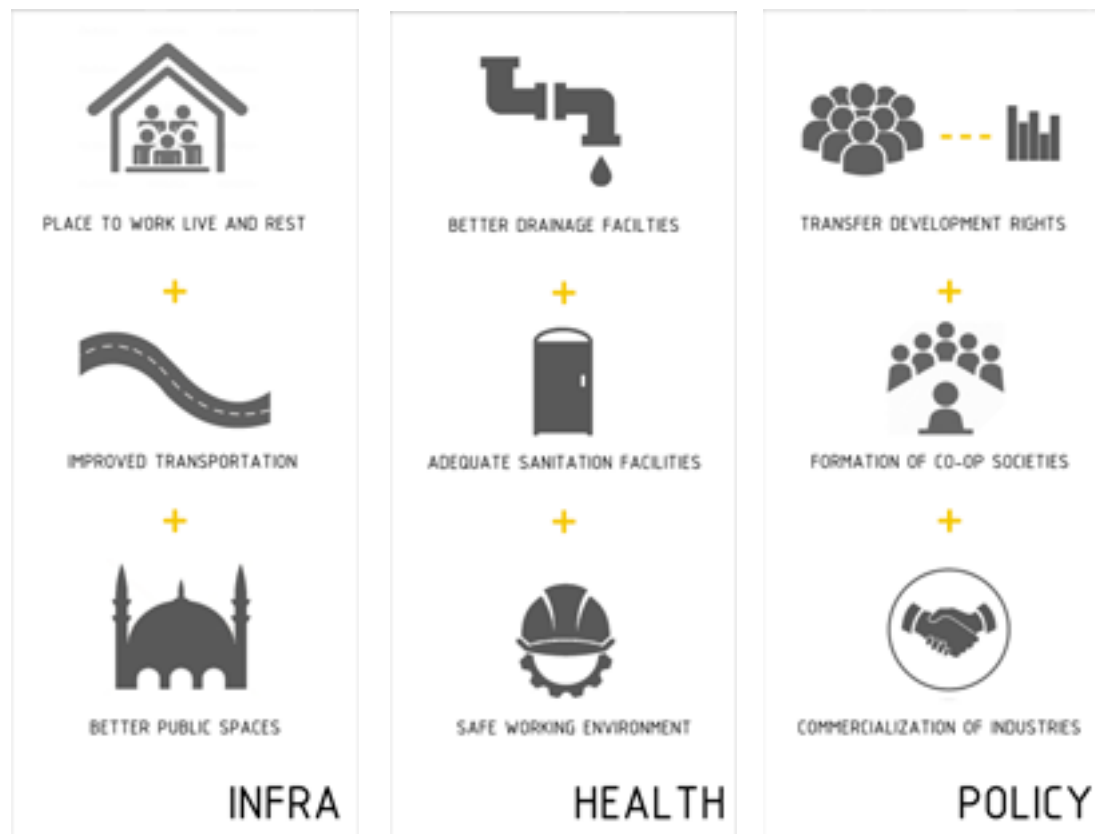 PLACE TO WORK LIVE AND REST
IMPROVED TRANSPORTATION
BETTER PUBLIC SPACES
INFRA
BETTER DRAINAGE FACILTIES
ADEQUATE SANITATION FACILITIES
SAFE WORKING ENVIRONMENT
HEALTH
TRANSFER DEVELOPMENT RIGHTS
FORMATION OF CO-OP SOCIETIES
COMMERCIALIZATION OF INDUSTRIES
POLICY